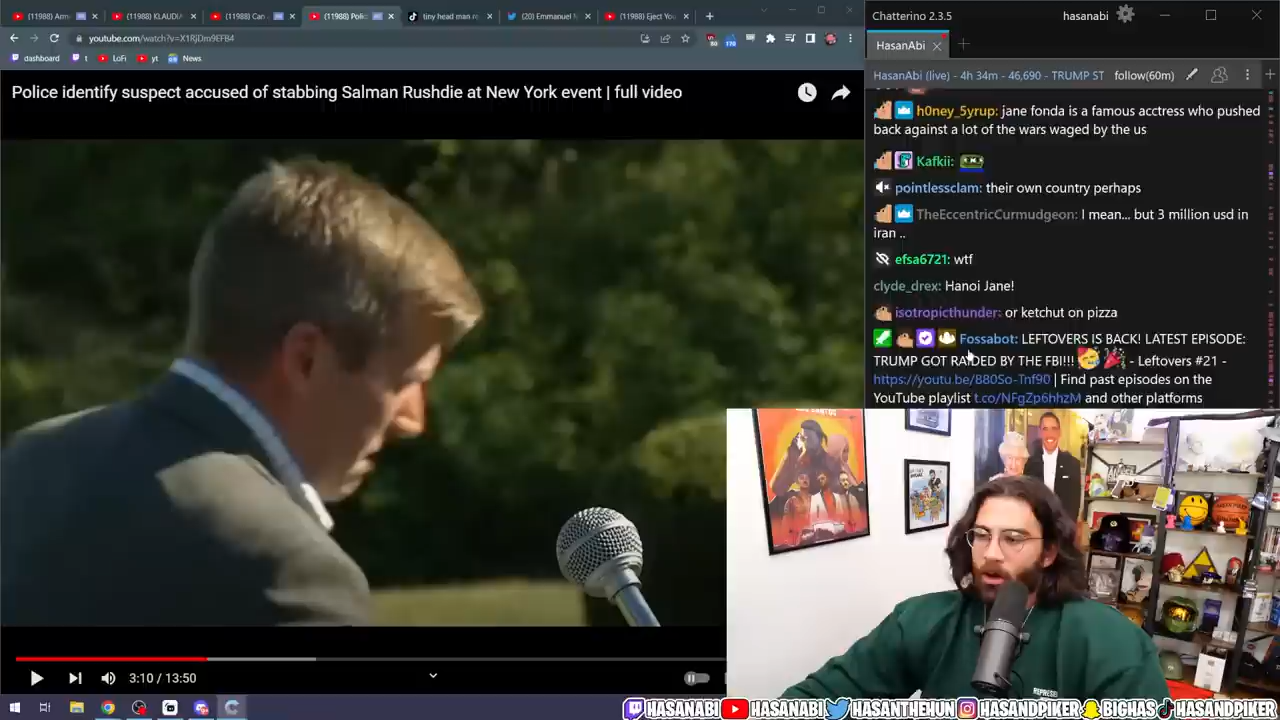 (11988) Arm
(11988) KLAUDI
(11988) Can
(11988) Poli
tiny head man r
(20) Emmanuel
(11988) Eject You
youtube.com/watch?v=X1RjDm9EFB4
dashboard
t
LoFi
yt
News
Police identify suspect accused of stabbing Salman Rushdie at New York event | full video
3:10 / 13:50
Chatterino 2.3.5
hasanabi
HasanAbi
HasanAbi (live) - 4h 34m - 46,690 - TRUMP ST
follow(60m)
h0ney_5yrup: jane fonda is a famous acctress who pushed
back against a lot of the wars waged by the us
Kafkii:
pointlessclam: their own country perhaps
TheEccentricCurmudgeon: I mean... but 3 million usd in
iran ..
efsa6721: wtf
clyde_drex: Hanoi Jane!
isotropicthunder: or ketchut on pizza
Fossabot: LEFTOVERS IS BACK! LATEST EPISODE:
TRUMP GOT RAIDED BY THE FBI!!! - Leftovers #21 -
https://youtu.be/B80So-Tnf90 | Find past episodes on the
YouTube playlist t.co/NFgZp6hhzM and other platforms
HASANABI
HASANABI
HASANTHEHUN
HASANDPIKER
BIGHAS
HASANDPIKER